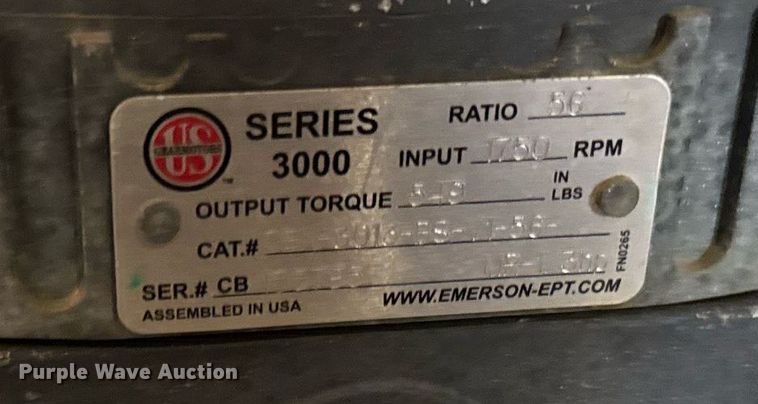 US
GEARMOTORS
™
SERIES
3000
RATIO 56
INPUT 1750 RPM
OUTPUT TORQUE IN LBS
CAT.#
SER.# CB
ASSEMBLED IN USA
WWW.EMERSON-EPT.COM
FN0265
Purple Wave Auction